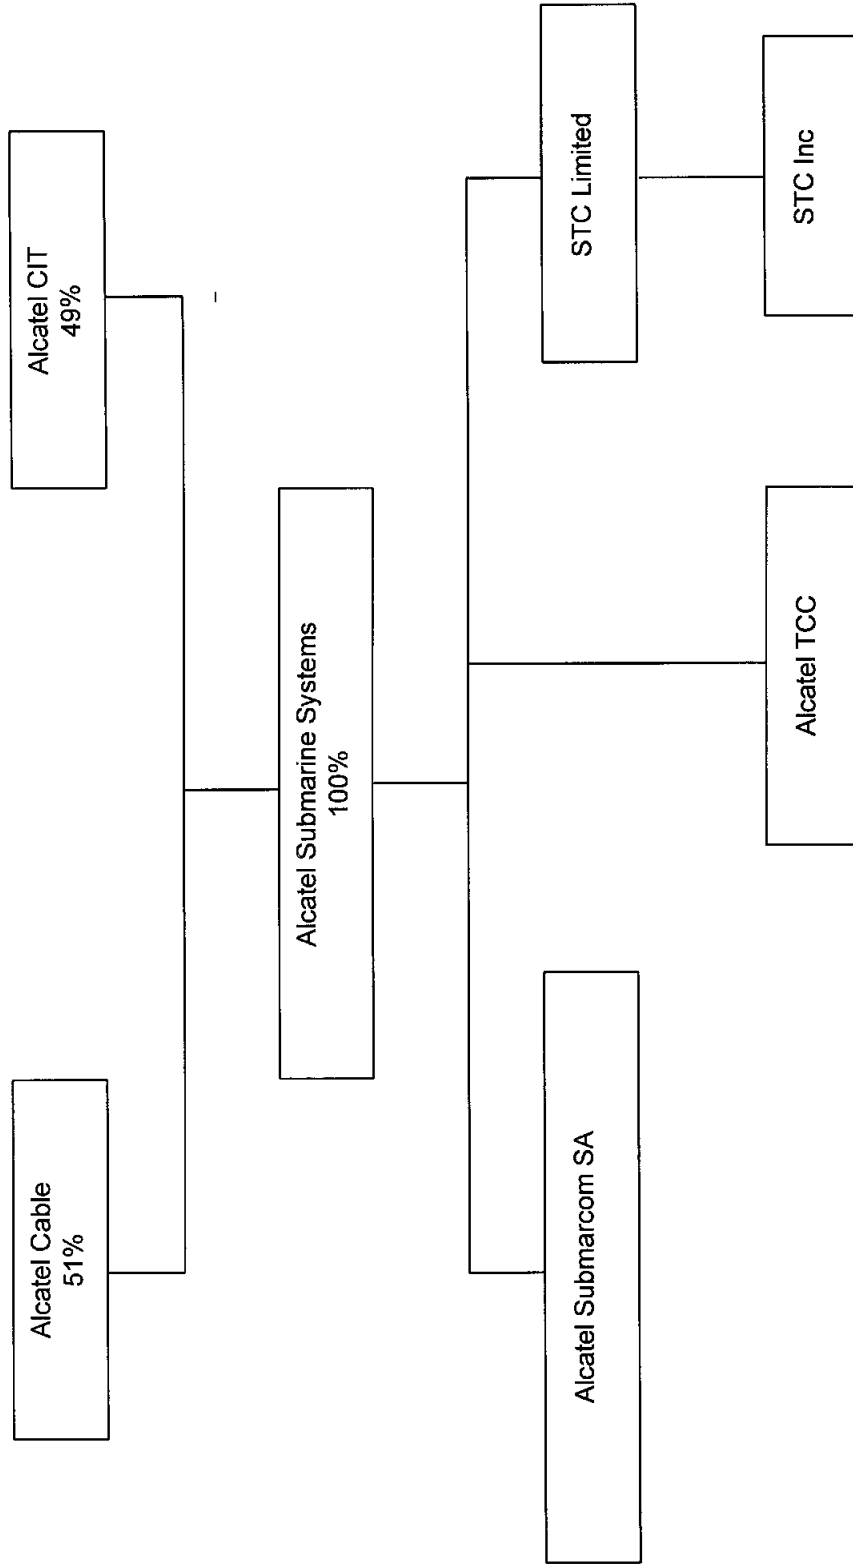 Alcatel Cable
51%
Alcatel CIT
49%
Alcatel Submarine Systems
100%
Alcatel Submarcom SA
STC Limited
Alcatel TCC
STC Inc